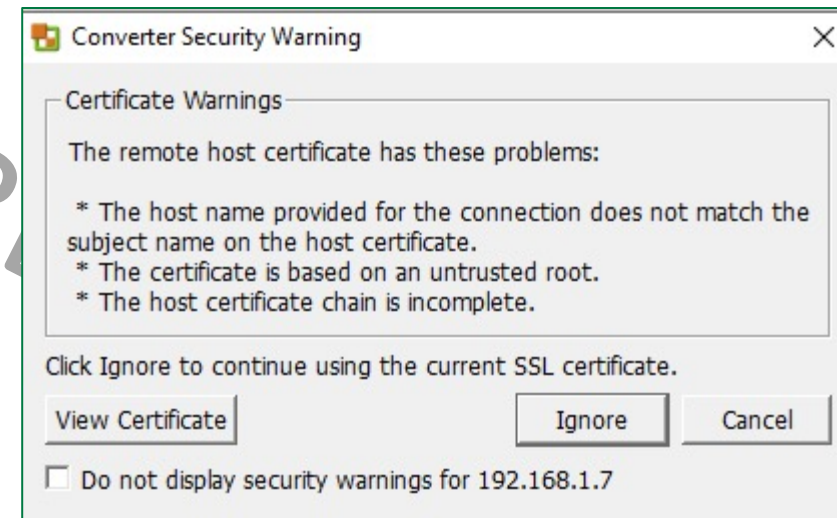 Converter Security Warning
Certificate Warnings
The remote host certificate has these problems:
* The host name provided for the connection does not match the
subject name on the host certificate.
* The certificate is based on an untrusted root.
* The host certificate chain is incomplete.
Click Ignore to continue using the current SSL certificate.
View Certificate
Ignore
Cancel
Do not display security warnings for 192.168.1.7